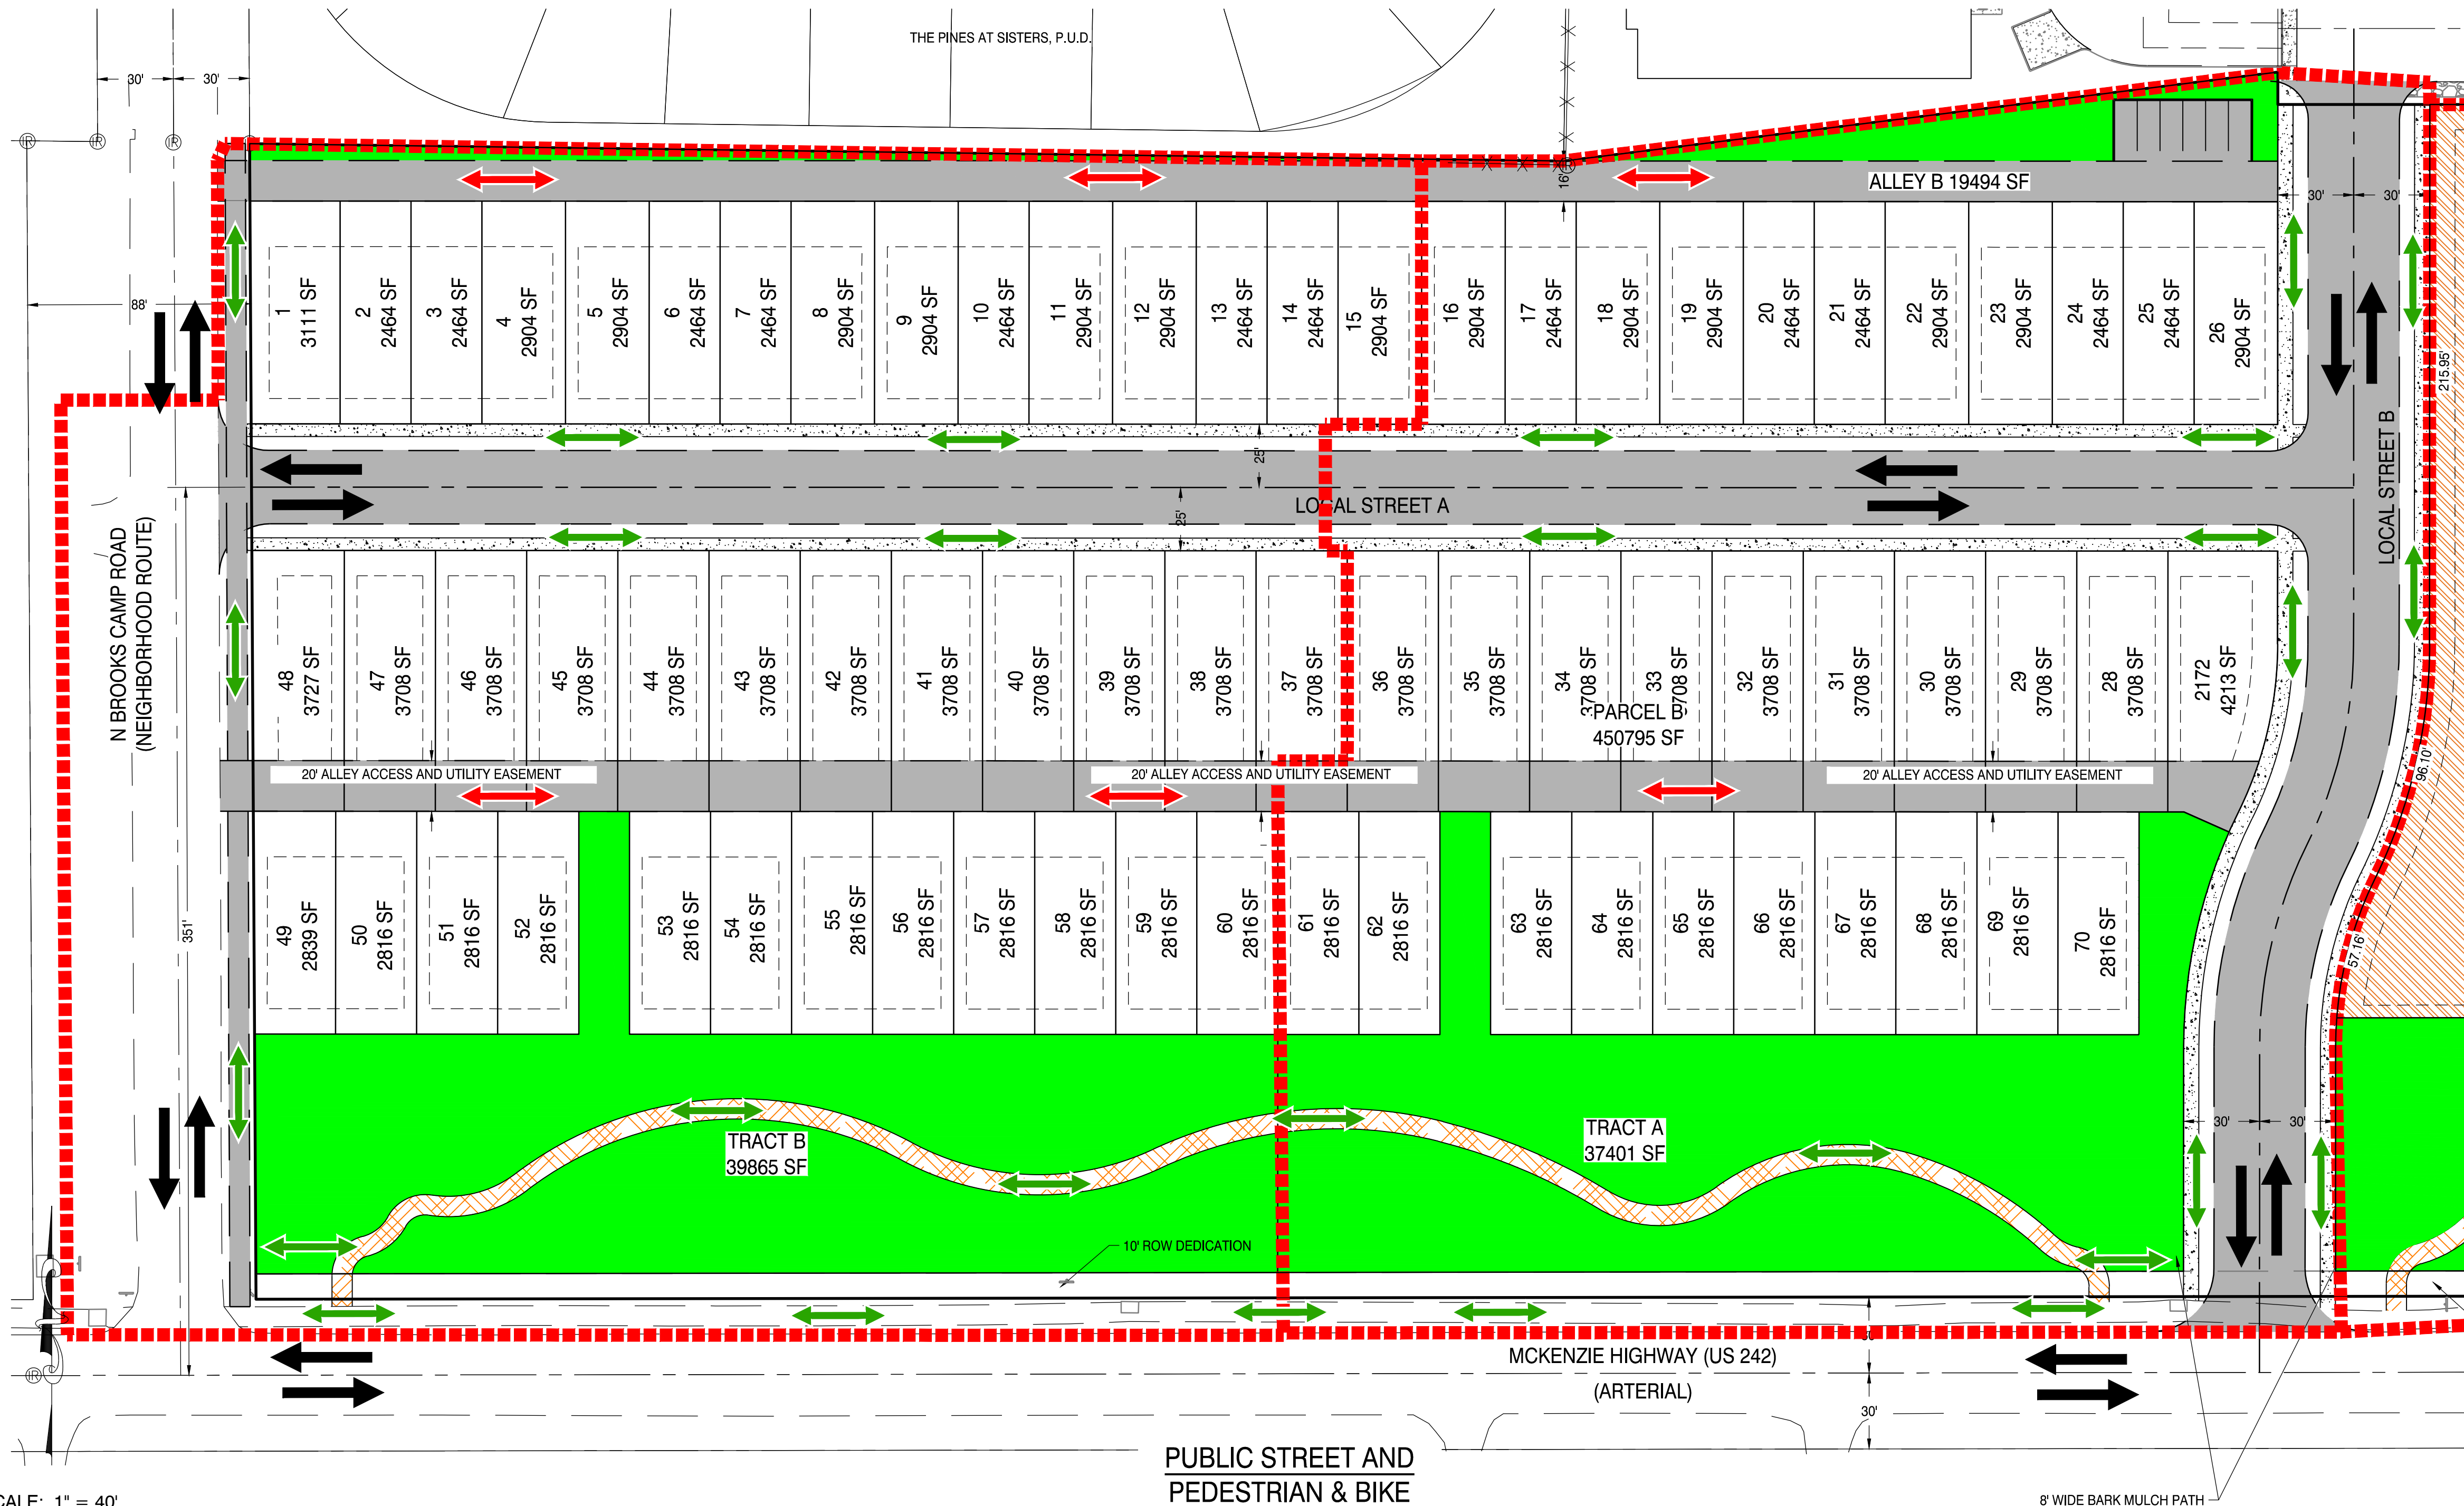 THE PINES AT SISTERS, P.U.D.
30'
30'
IR
IR
IR
88'
16'
ALLEY B 19494 SF
30'
30'
1
3111 SF
2
2464 SF
3
2464 SF
4
2904 SF
5
2904 SF
6
2464 SF
7
2464 SF
8
2904 SF
9
2904 SF
10
2464 SF
11
2904 SF
12
2904 SF
13
2464 SF
14
2464 SF
15
2904 SF
16
2904 SF
17
2464 SF
18
2904 SF
19
2904 SF
20
2464 SF
21
2464 SF
22
2904 SF
23
2904 SF
24
2464 SF
25
2464 SF
26
2904 SF
215.95'
25'
25'
LOCAL STREET A
LOCAL STREET B
N BROOKS CAMP ROAD
(NEIGHBORHOOD ROUTE)
48
3727 SF
47
3708 SF
46
3708 SF
45
3708 SF
44
3708 SF
43
3708 SF
42
3708 SF
41
3708 SF
40
3708 SF
39
3708 SF
38
3708 SF
37
3708 SF
36
3708 SF
35
3708 SF
34
3708 SF
33
3708 SF
32
3708 SF
31
3708 SF
30
3708 SF
29
3708 SF
28
3708 SF
2172
4213 SF
PARCEL B
450795 SF
96.10'
20' ALLEY ACCESS AND UTILITY EASEMENT
20' ALLEY ACCESS AND UTILITY EASEMENT
20' ALLEY ACCESS AND UTILITY EASEMENT
351'
49
2839 SF
50
2816 SF
51
2816 SF
52
2816 SF
53
2816 SF
54
2816 SF
55
2816 SF
56
2816 SF
57
2816 SF
58
2816 SF
59
2816 SF
60
2816 SF
61
2816 SF
62
2816 SF
63
2816 SF
64
2816 SF
65
2816 SF
66
2816 SF
67
2816 SF
68
2816 SF
69
2816 SF
70
2816 SF
57.16'
30'
30'
TRACT B
39865 SF
TRACT A
37401 SF
10' ROW DEDICATION
IR
MCKENZIE HIGHWAY (US 242)
(ARTERIAL)
30'
PUBLIC STREET AND
PEDESTRIAN & BIKE
8' WIDE BARK MULCH PATH
CALE: 1" = 40'